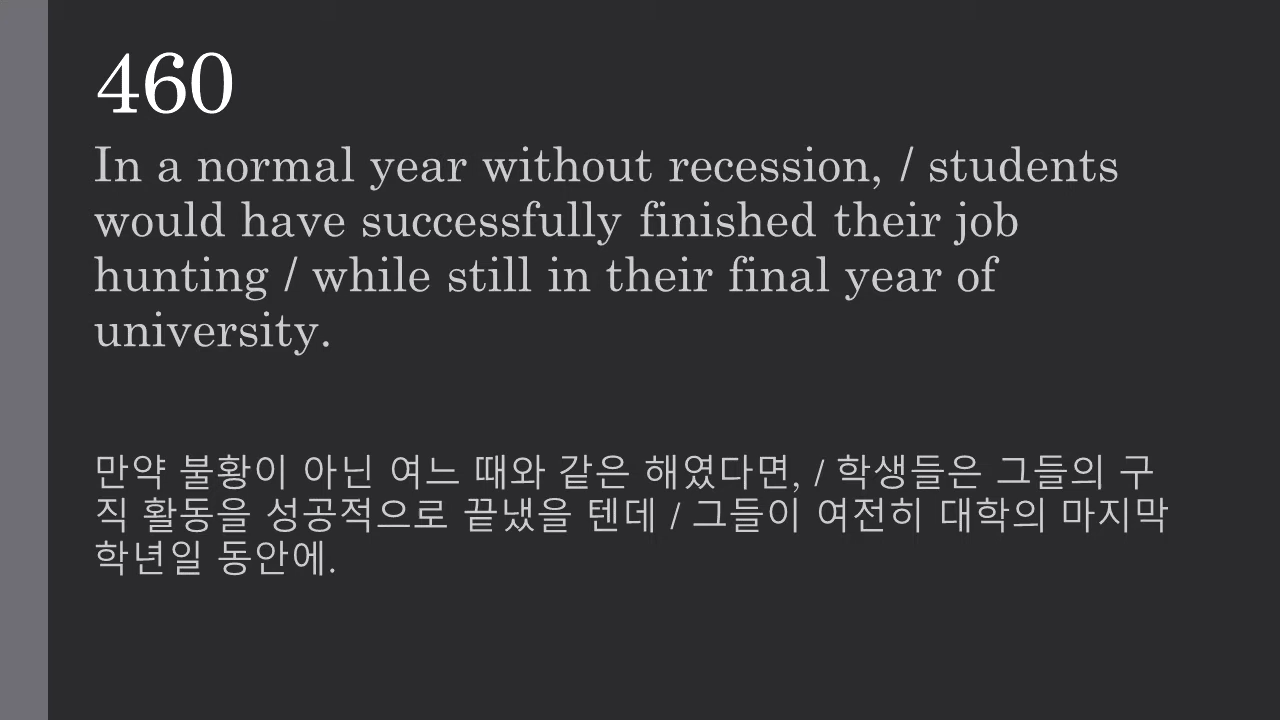 460
In a normal year without recession, / students
would have successfully finished their job
hunting / while still in their final year of
university.
만약 불황이 아닌 여느 때와 같은 해였다면, / 학생들은 그들의 구
직 활동을 성공적으로 끝냈을 텐데 / 그들이 여전히 대학의 마지막
학년일 동안에.